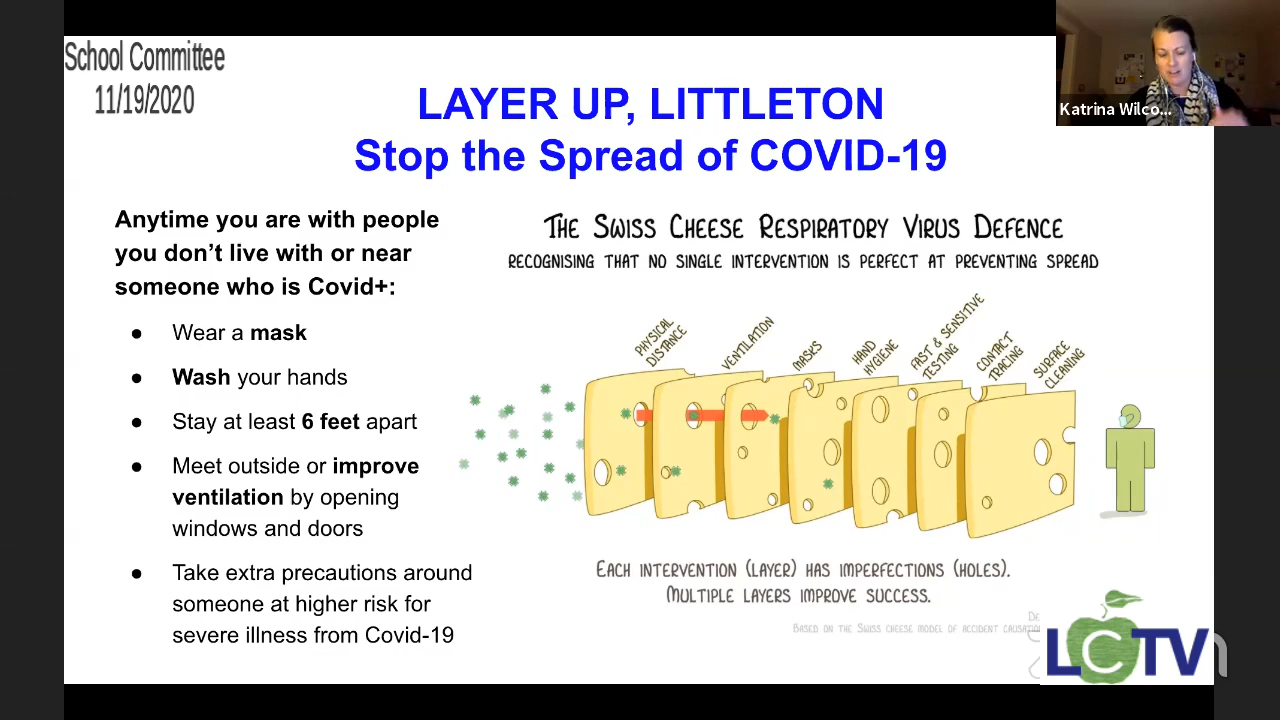 School Committee
11/19/2020
Katrina Wilco...
LAYER UP, LITTLETON
Stop the Spread of COVID-19
Anytime you are with people
you don't live with or near
someone who is Covid+:
● Wear a mask
● Wash your hands
● Stay at least 6 feet apart
● Meet outside or improve
ventilation by opening
windows and doors
● Take extra precautions around
someone at higher risk for
severe illness from Covid-19
THE SWISS CHEESE RESPIRATORY VIRUS DEFENCE
RECOGNISING THAT NO SINGLE INTERVENTION IS PERFECT AT PREVENTING SPREAD
PHYSICAL
DISTANCE
VENTILATION
MASKS
HAND
HYGIENE
FAST & SENSITIVE
TESTING
CONTACT
TRACING
SURFACE
CLEANING
EACH INTERVENTION (LAYER) HAS IMPERFECTIONS (HOLES).
MULTIPLE LAYERS IMPROVE SUCCESS.
BASED ON THE SWISS CHEESE MODEL OF ACCIDENT
LCTV